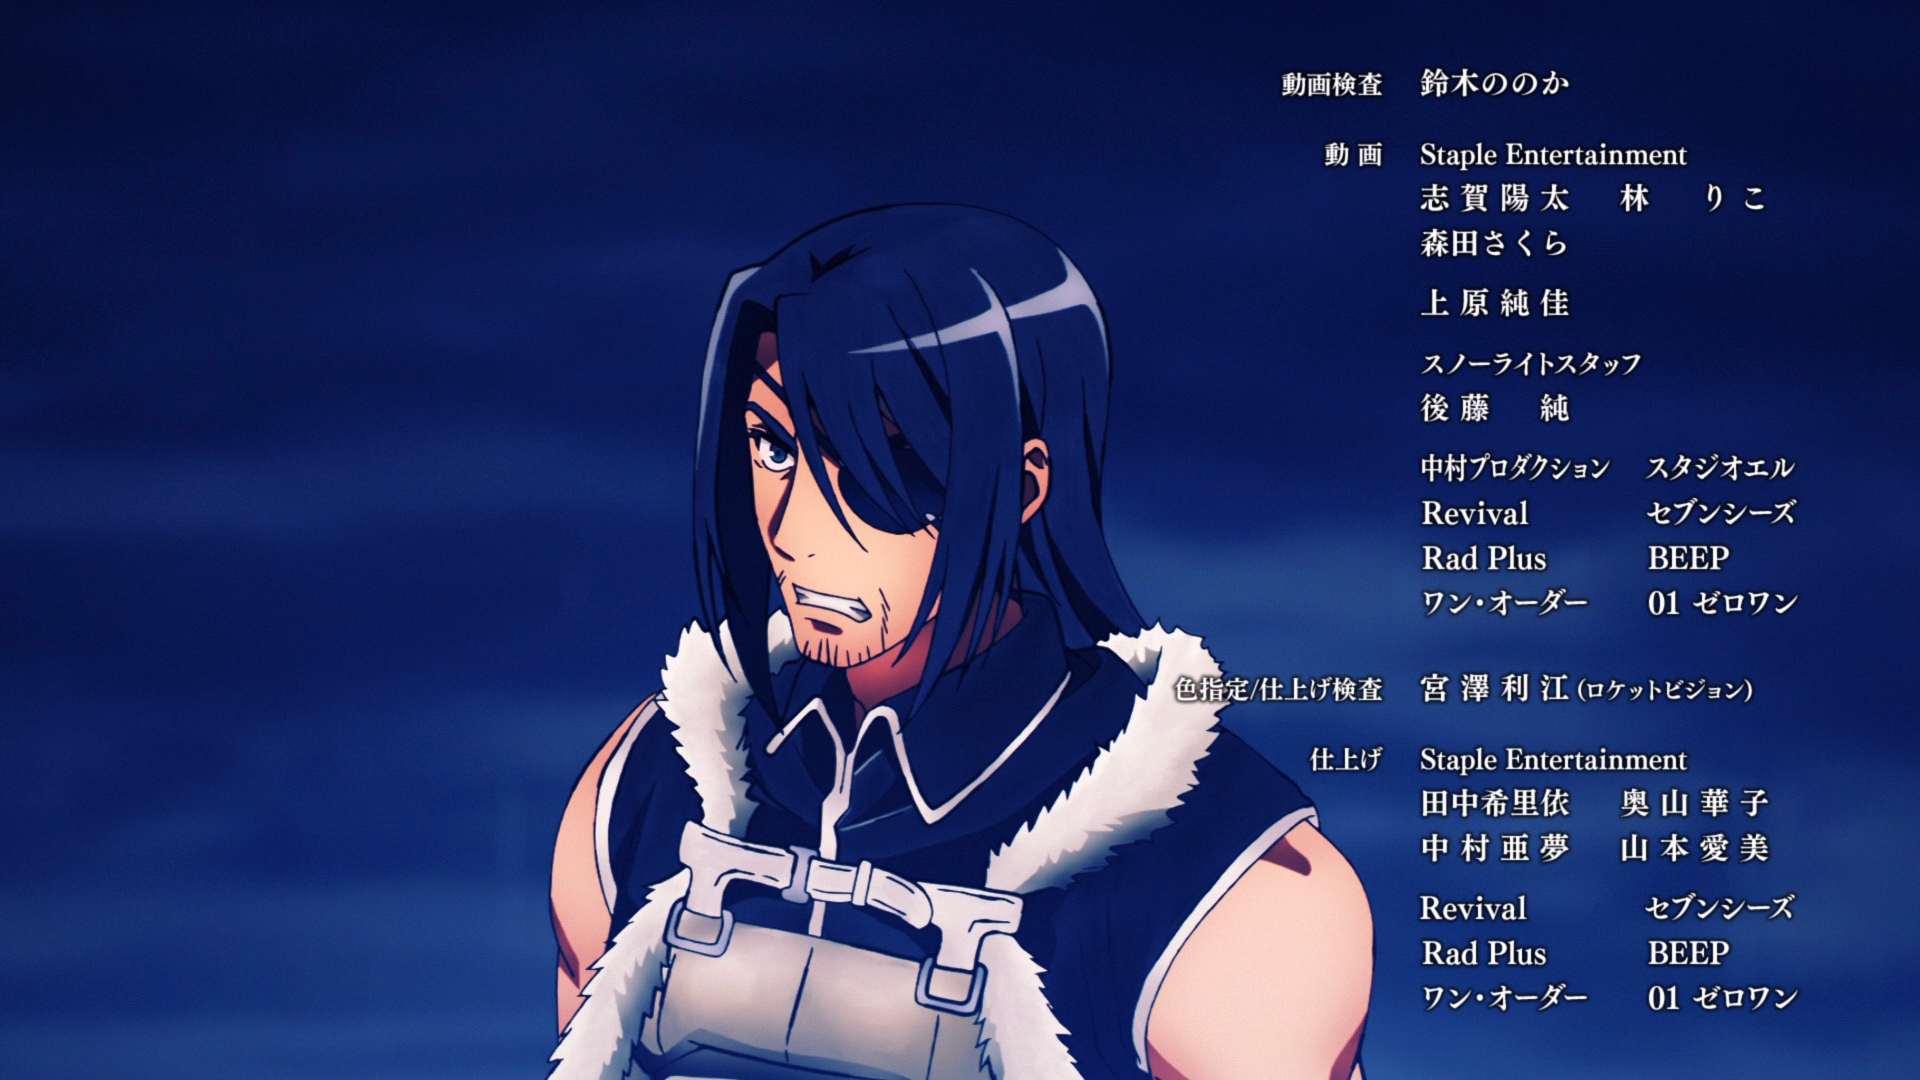 動画検査 鈴木ののか
動画 Staple Entertainment
志賀陽太 林 りこ
森田さくら
上原純佳
スノーライトスタッフ
後藤 純
中村プロダクション スタジオエル
Revival セブンシーズ
Rad Plus BEEP
ワン・オーダー 01 ゼロワン
色指定/仕上げ検査 宮澤利江(ロケットビジョン)
仕上げ Staple Entertainment
田中希里依 奥山華子
中村亜夢 山本愛美
Revival セブンシーズ
Rad Plus BEEP
ワン・オーダー 01 ゼロワン